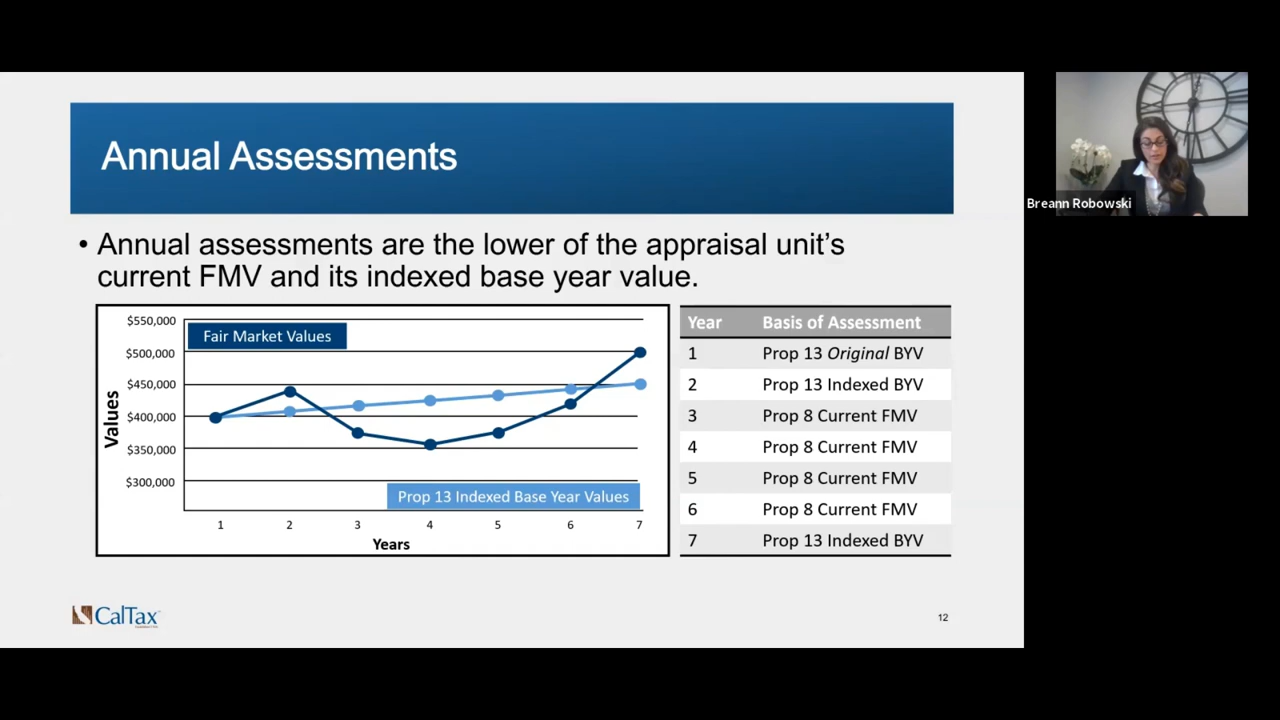 Annual Assessments
• Annual assessments are the lower of the appraisal unit’s
current FMV and its indexed base year value.
Fair Market Values
Values
$550,000
$500,000
$450,000
$400,000
$350,000
$300,000
Prop 13 Indexed Base Year Values
1 2 3 4 5 6 7
Years
Year Basis of Assessment
1 Prop 13 Original BYV
2 Prop 13 Indexed BYV
3 Prop 8 Current FMV
4 Prop 8 Current FMV
5 Prop 8 Current FMV
6 Prop 8 Current FMV
7 Prop 13 Indexed BYV
CalTax
12
Breann Robowski